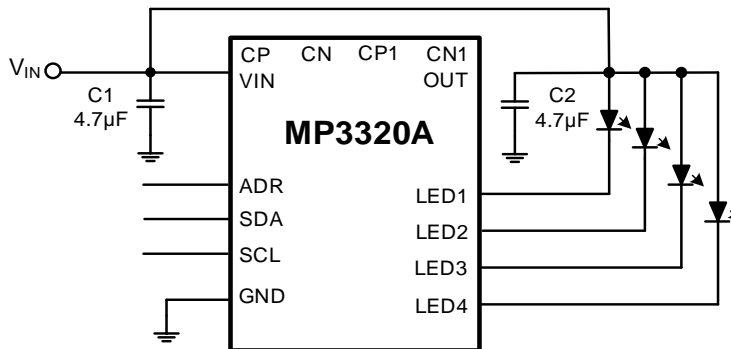 CP CN CP1 CN1
VIN OUT
V_IN
C1
4.7µF
C2
4.7µF
MP3320A
ADR
SDA
SCL
GND
LED1
LED2
LED3
LED4